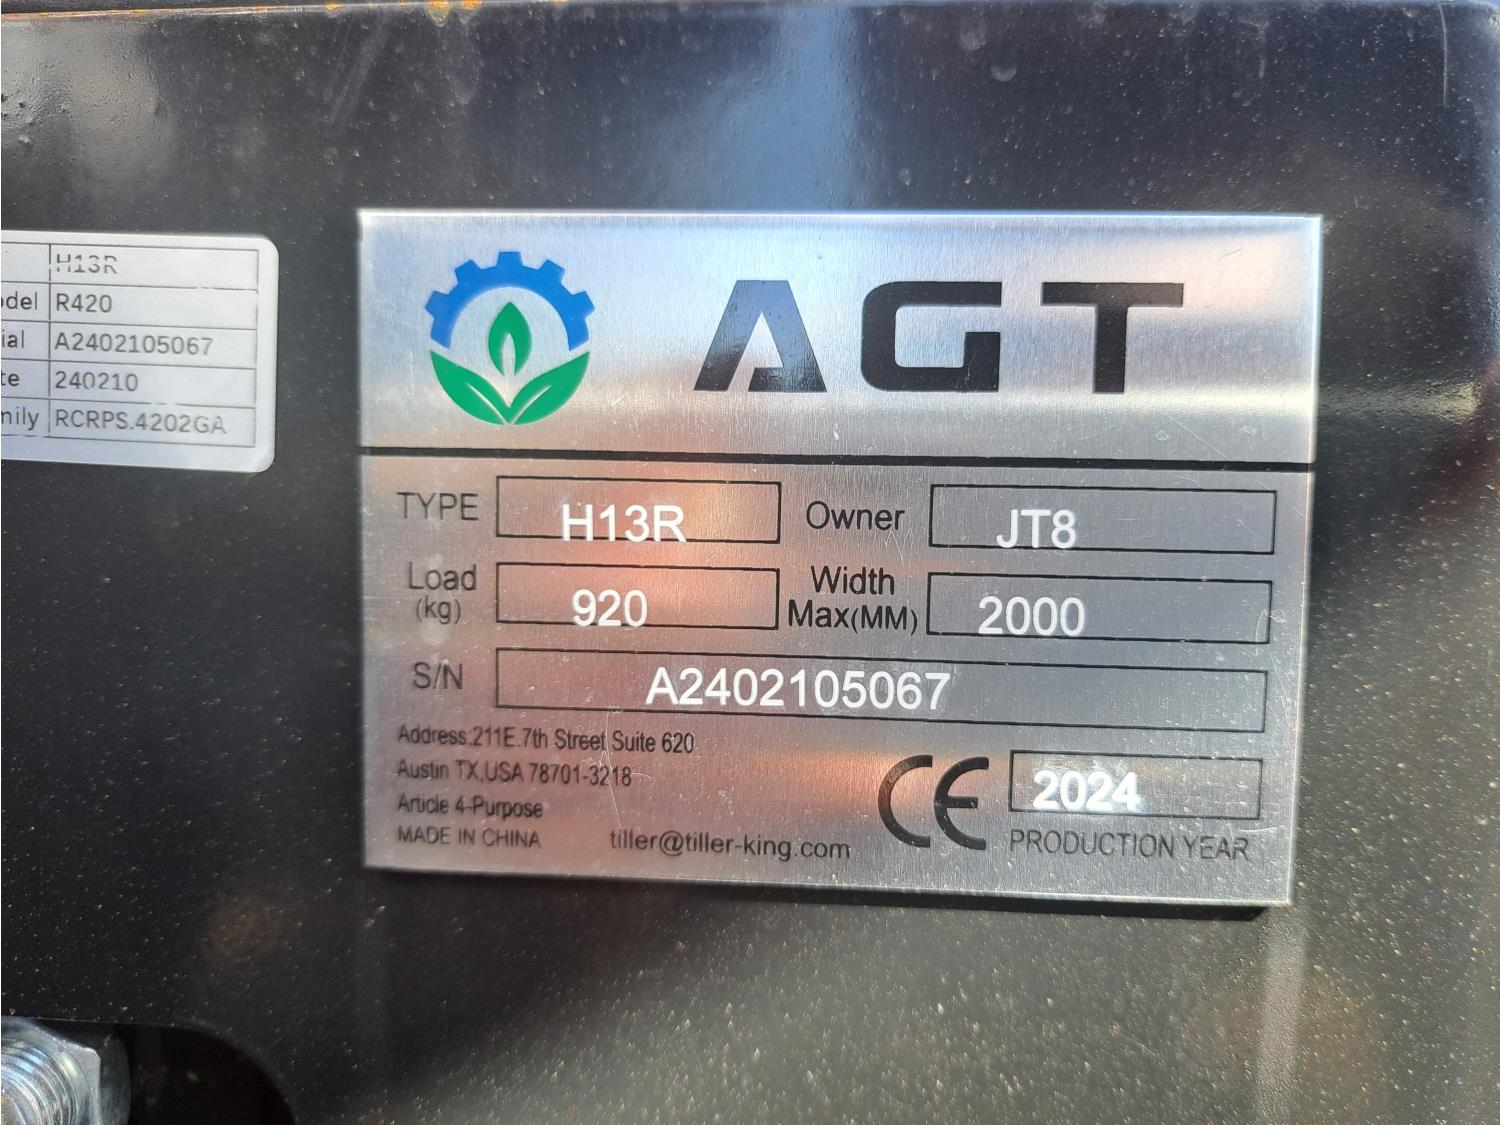 H13R
odel R420
ial A2402105067
te 240210
mily RCRPS.4202GA
AGT
TYPE H13R Owner JT8
Load (kg) 920 Width Max(MM) 2000
S/N A2402105067
Address:211E.7th Street Suite 620
Austin TX,USA 78701-3218
Article 4-Purpose
MADE IN CHINA
tiller@tiller-king.com
CE 2024
PRODUCTION YEAR